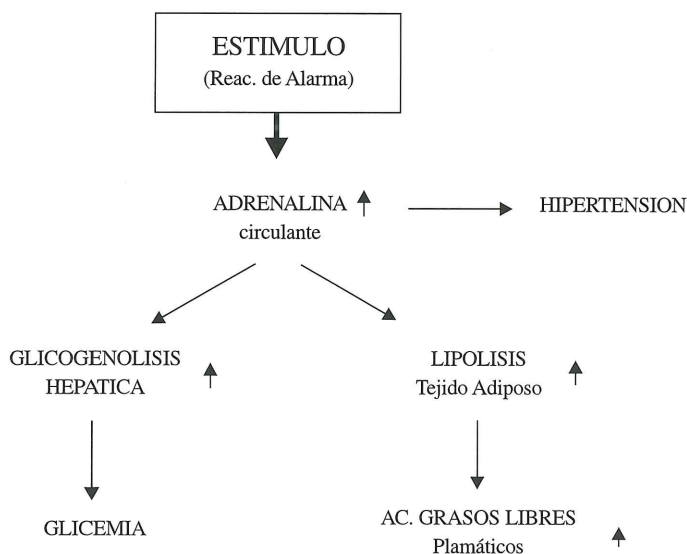 ESTIMULO
(Reac. de Alarma)
ADRENALINA
circulante
HIPERTENSION
GLICOGENOLISIS
HEPATICA
LIPOLISIS
Tejido Adiposo
GLICEMIA
AC. GRASOS LIBRES
Plamáticos